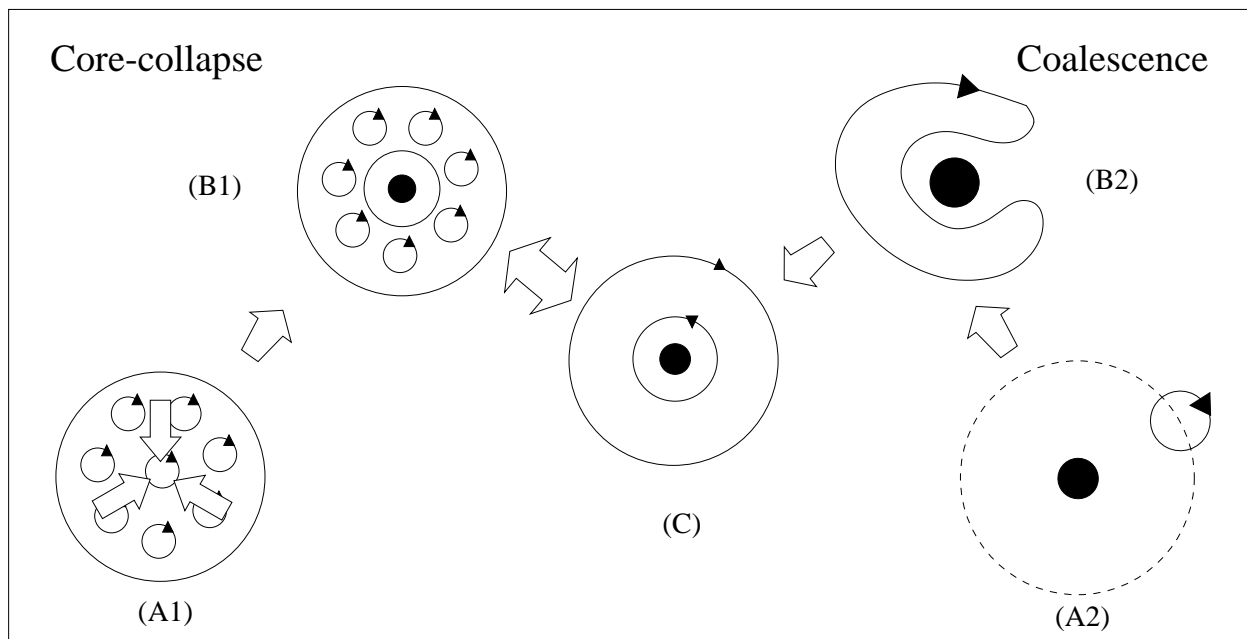 Core-collapse
Coalescence
(B1)
(B2)
(C)
(A1)
(A2)